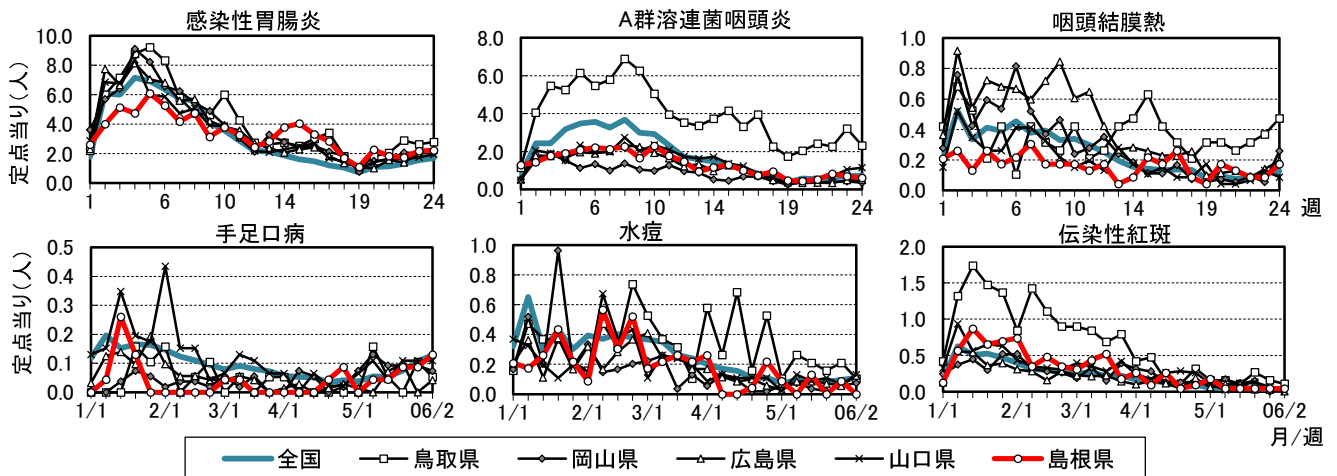 感染性胃腸炎
A群溶連菌咽頭炎
咽頭結膜熱
定点当り(人)
10.0
8.0
6.0
4.0
2.0
0.0
1 6 10 14 19 24
8.0
6.0
4.0
2.0
0.0
1 6 10 14 19 24
1.0
0.8
0.6
0.4
0.2
0.0
1 6 10 14 19 24 週
手足口病
水痘
伝染性紅斑
定点当り(人)
0.5
0.4
0.3
0.2
0.1
0.0
1/1 2/1 3/1 4/1 5/1 06/2
1.0
0.8
0.6
0.4
0.2
0.0
1/1 2/1 3/1 4/1 5/1 06/2
2.0
1.5
1.0
0.5
0.0
1/1 2/1 3/1 4/1 5/1 06/2
月/週
全国 鳥取県 岡山県 広島県 山口県 島根県